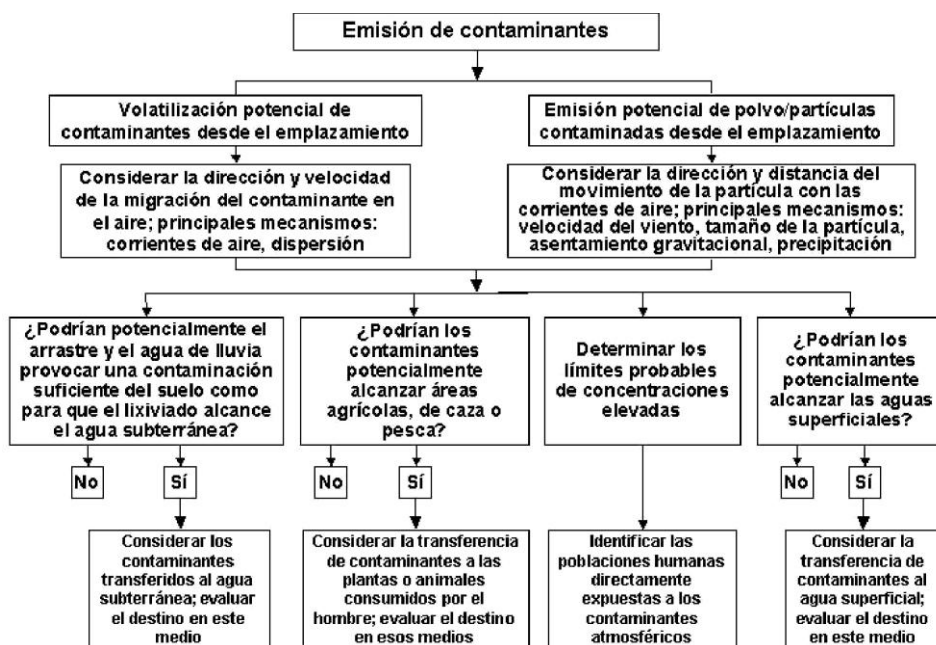 Emisión de contaminantes
Volatilización potencial de
contaminantes desde el emplazamiento
Emisión potencial de polvo/partículas
contaminadas desde el emplazamiento
Considerar la dirección y velocidad
de la migración del contaminante en
el aire; principales mecanismos:
corrientes de aire, dispersión
Considerar la dirección y distancia del
movimiento de la partícula con las
corrientes de aire; principales mecanismos:
velocidad del viento, tamaño de la partícula,
asentamiento gravitacional, precipitación
¿Podrían potencialmente el
arrastre y el agua de lluvia
provocar una contaminación
suficiente del suelo como
para que el lixiviado alcance
el agua subterránea?
¿Podrían los
contaminantes
potencialmente
alcanzar áreas
agrícolas, de caza o
pesca?
Determinar los
límites probables
de concentraciones
elevadas
¿Podrían los
contaminantes
potencialmente
alcanzar las aguas
superficiales?
No
Sí
No
Sí
No
Sí
Considerar los
contaminantes
transferidos al agua
subterránea; evaluar
el destino en este
medio
Considerar la transferencia
de contaminantes a las
plantas o animales
consumidos por el
hombre; evaluar el destino
en esos medios
Identificar las
poblaciones humanas
directamente
expuestas a los
contaminantes
atmosféricos
Considerar la
transferencia de
contaminantes al
agua superficial;
evaluar el destino
en este medio